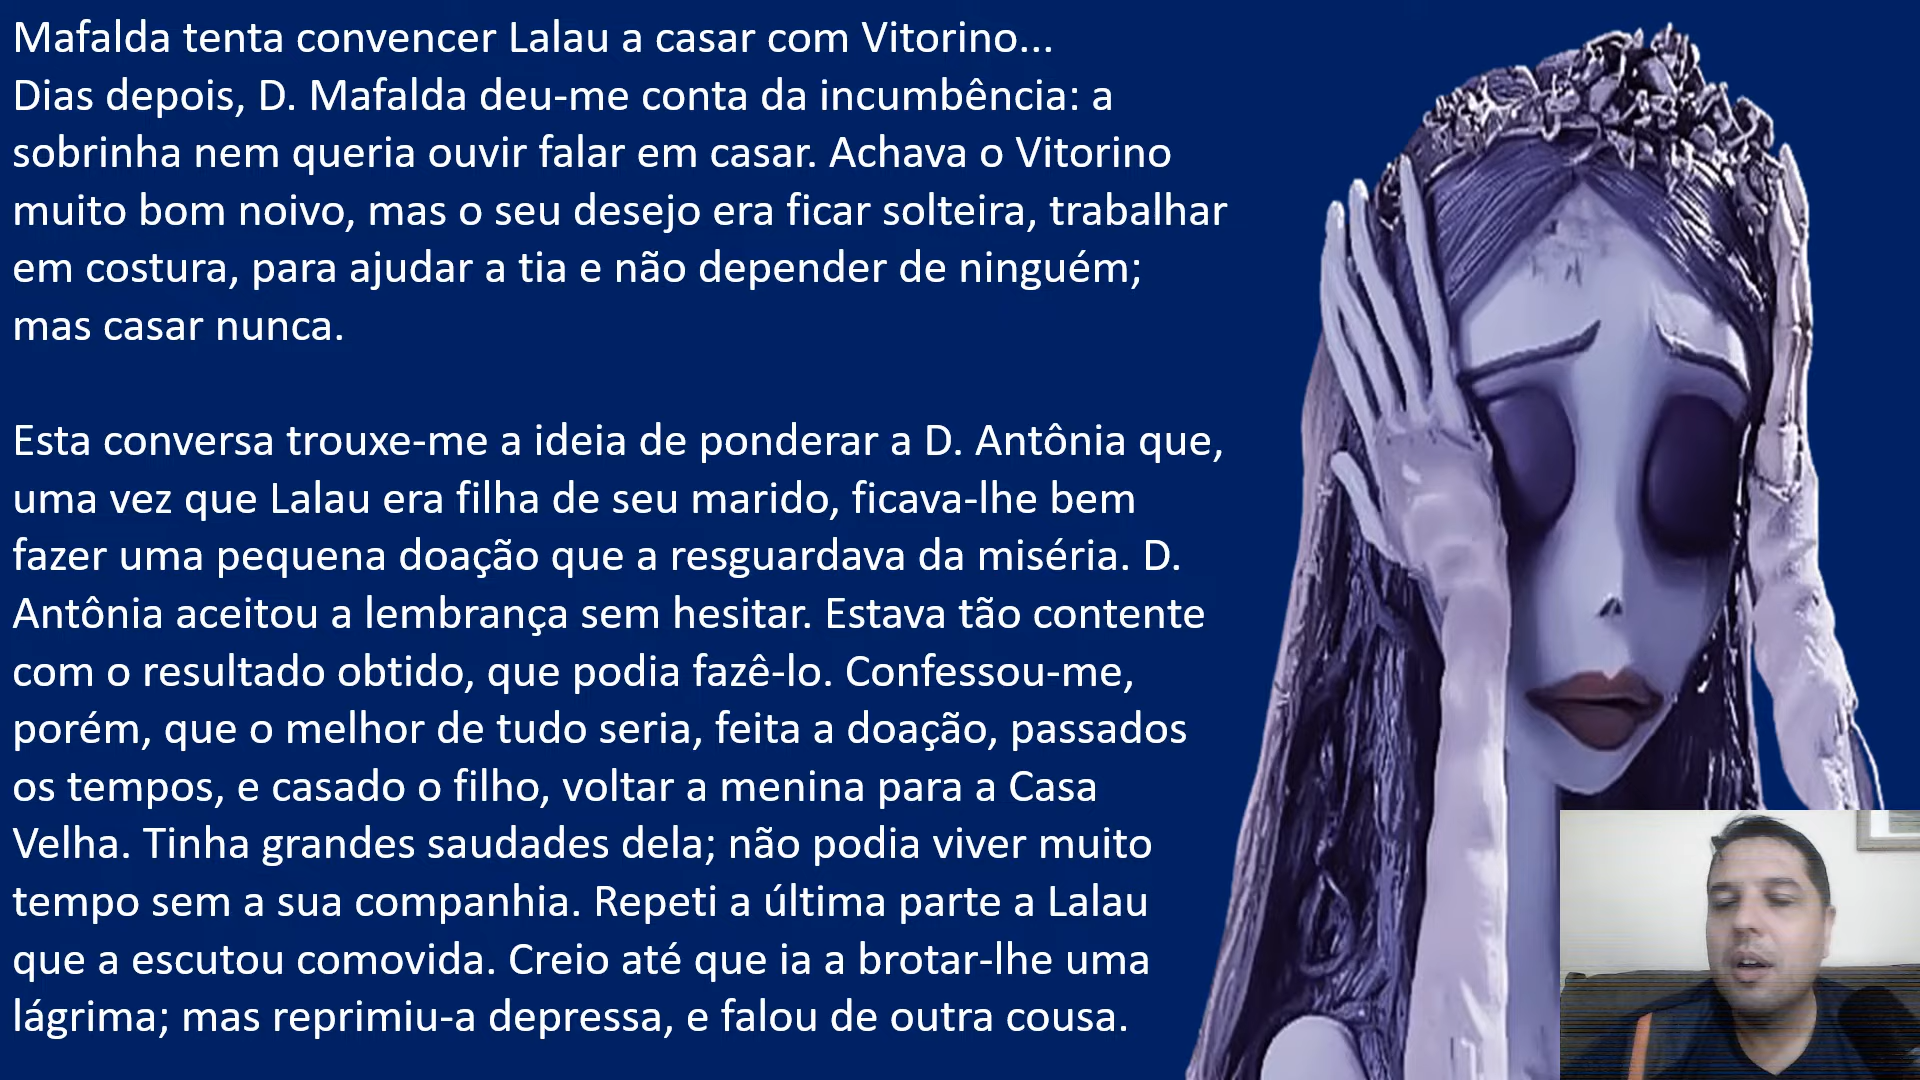 Mafalda tenta convencer Lalau a casar com Vitorino...
Dias depois, D. Mafalda deu-me conta da incumbência: a
sobrinha nem queria ouvir falar em casar. Achava o Vitorino
muito bom noivo, mas o seu desejo era ficar solteira, trabalhar
em costura, para ajudar a tia e não depender de ninguém;
mas casar nunca.
Esta conversa trouxe-me a ideia de ponderar a D. Antônia que,
uma vez que Lalau era filha de seu marido, ficava-lhe bem
fazer uma pequena doação que a resguardava da miséria. D.
Antônia aceitou a lembrança sem hesitar. Estava tão contente
com o resultado obtido, que podia fazê-lo. Confessou-me,
porém, que o melhor de tudo seria, feita a doação, passados
os tempos, e casado o filho, voltar a menina para a Casa
Velha. Tinha grandes saudades dela; não podia viver muito
tempo sem a sua companhia. Repeti a última parte a Lalau
que a escutou comovida. Creio até que ia a brotar-lhe uma
lágrima; mas reprimiu-a depressa, e falou de outra cousa.